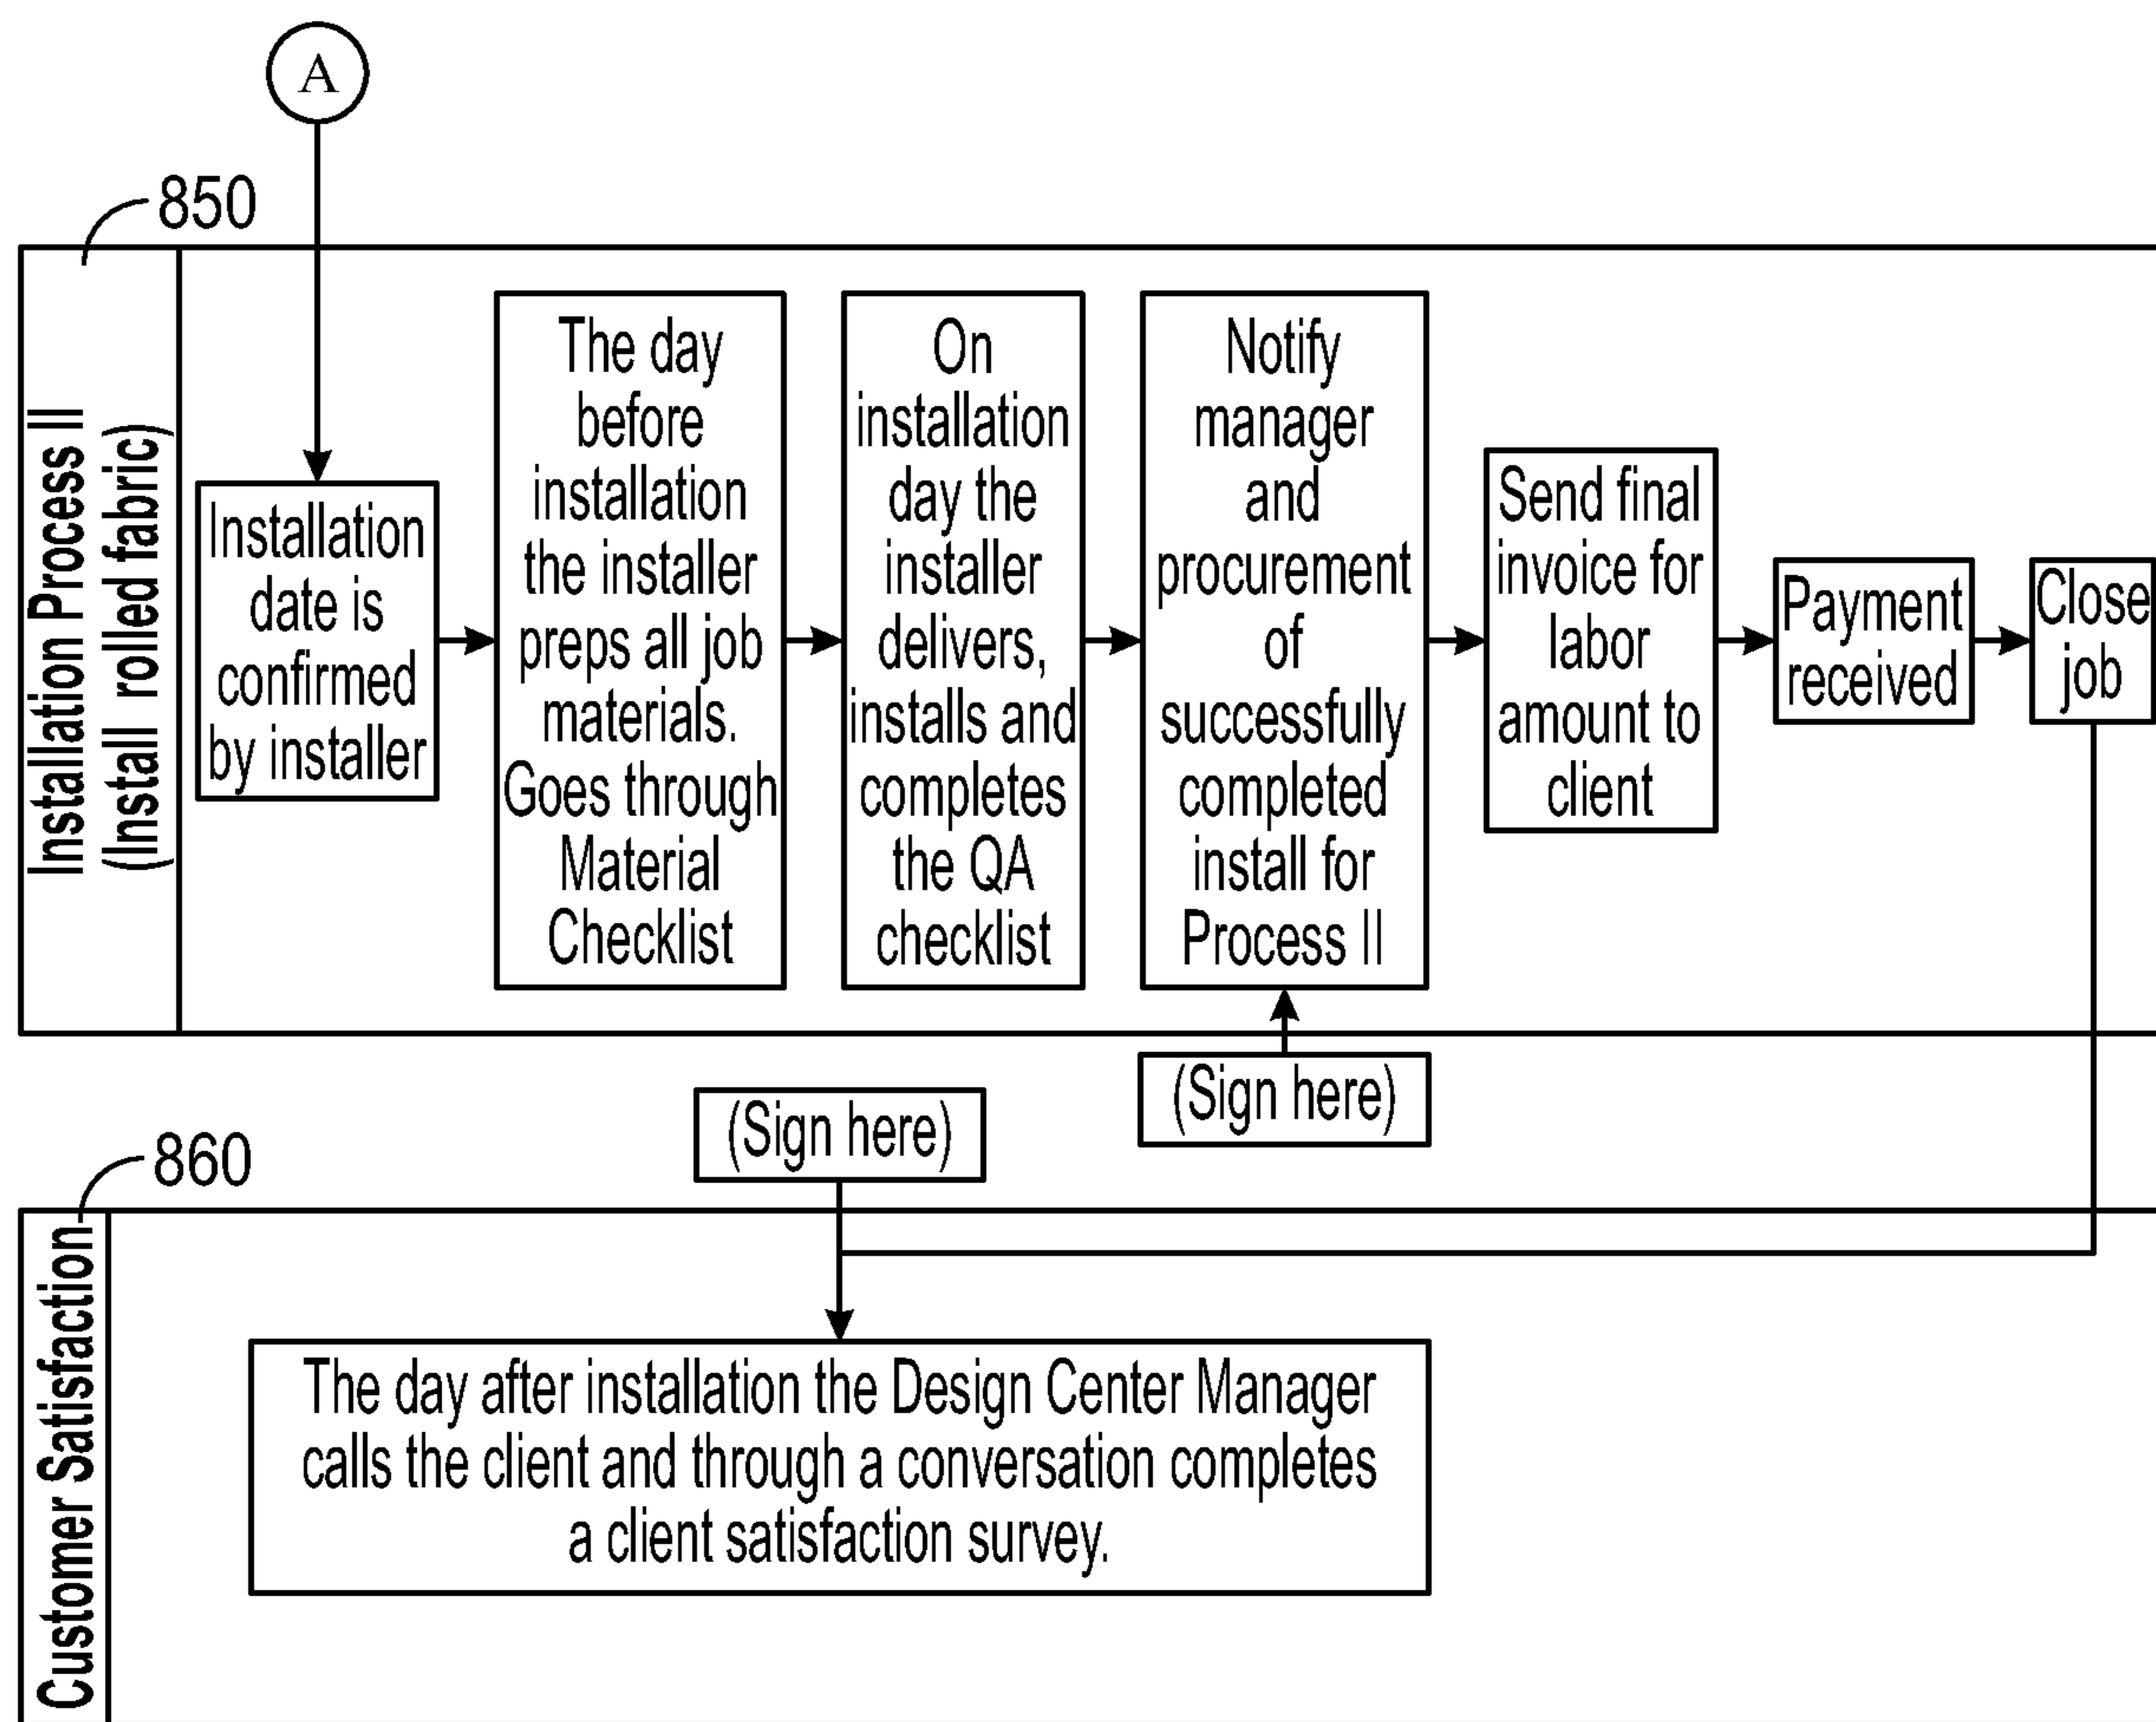 A
850
Installation Process II
(Install rolled fabric)
Installation
date is
confirmed
by installer
The day
before
installation
the installer
preps all job
materials.
Goes through
Material
Checklist
On
installation
day the
installer
delivers,
installs and
completes
the QA
checklist
Notify
manager
and
procurement
of
successfully
completed
install for
Process II
Send final
invoice for
labor
amount to
client
Payment
received
Close
job
(Sign here)
(Sign here)
860
Customer Satisfaction
The day after installation the Design Center Manager
calls the client and through a conversation completes
a client satisfaction survey.